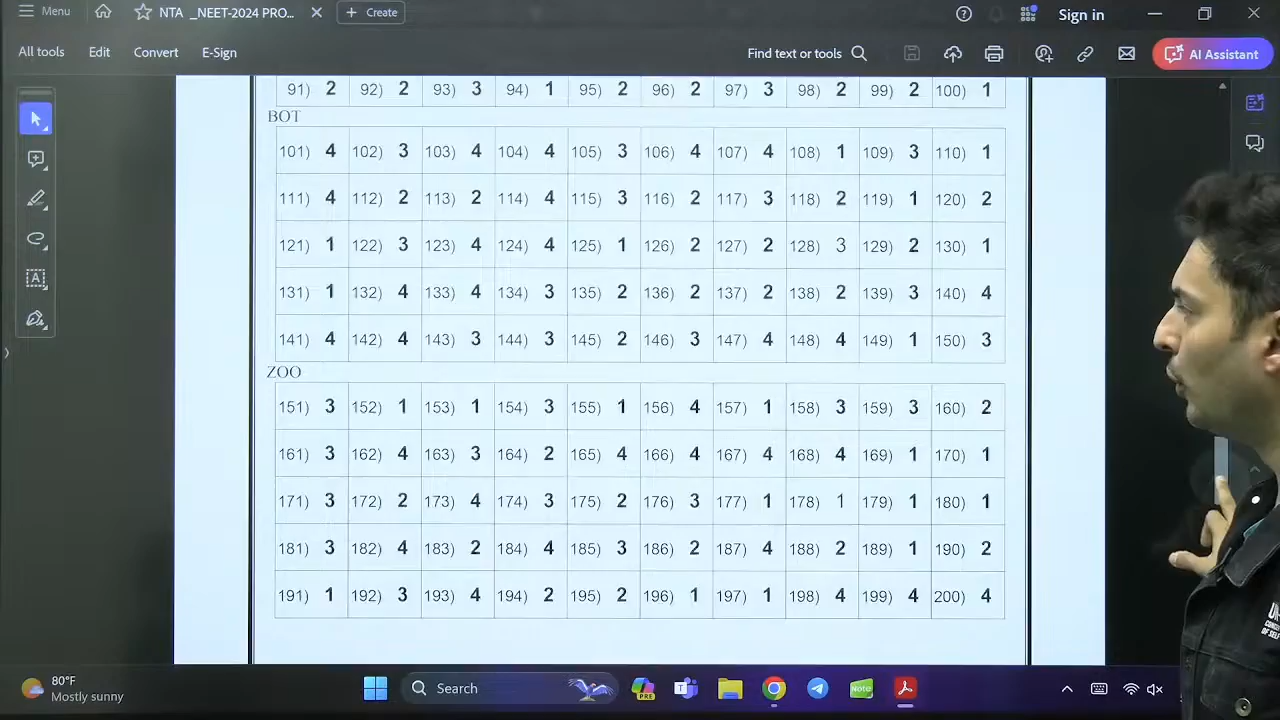 Menu
NTA _NEET-2024 PRO...
Create
Sign in
All tools
Edit
Convert
E-Sign
Find text or tools
AI Assistant
91) 2 92) 2 93) 3 94) 1 95) 2 96) 2 97) 3 98) 2 99) 2 100) 1
BOT
101) 4 102) 3 103) 4 104) 4 105) 3 106) 4 107) 4 108) 1 109) 3 110) 1
111) 4 112) 2 113) 2 114) 4 115) 3 116) 2 117) 3 118) 2 119) 1 120) 2
121) 1 122) 3 123) 4 124) 4 125) 1 126) 2 127) 2 128) 3 129) 2 130) 1
131) 1 132) 4 133) 4 134) 3 135) 2 136) 2 137) 2 138) 2 139) 3 140) 4
141) 4 142) 4 143) 3 144) 3 145) 2 146) 3 147) 4 148) 4 149) 1 150) 3
ZOO
151) 3 152) 1 153) 1 154) 3 155) 1 156) 4 157) 1 158) 3 159) 3 160) 2
161) 3 162) 4 163) 3 164) 2 165) 4 166) 4 167) 4 168) 4 169) 1 170) 1
171) 3 172) 2 173) 4 174) 3 175) 2 176) 3 177) 1 178) 1 179) 1 180) 1
181) 3 182) 4 183) 2 184) 4 185) 3 186) 2 187) 4 188) 2 189) 1 190) 2
191) 1 192) 3 193) 4 194) 2 195) 2 196) 1 197) 1 198) 4 199) 4 200) 4
80°F
Mostly sunny
Search
PRE
Note